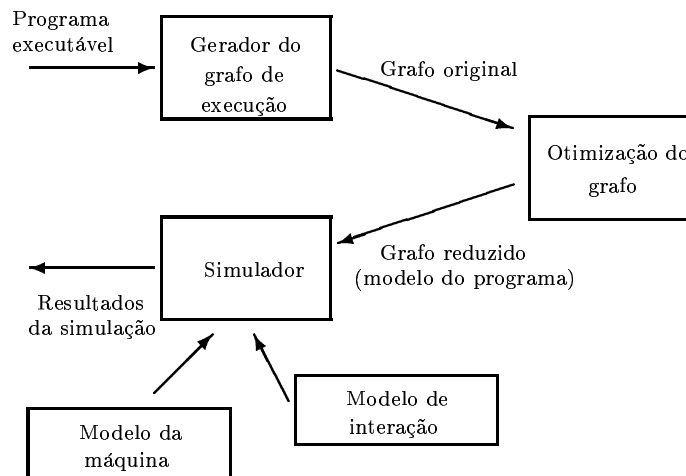 Programa
executável
Gerador do
grafo de
execução
Grafo original
Otimização do
grafo
Simulador
Grafo reduzido
(modelo do programa)
Resultados
da simulação
Modelo de
interação
Modelo da
máquina